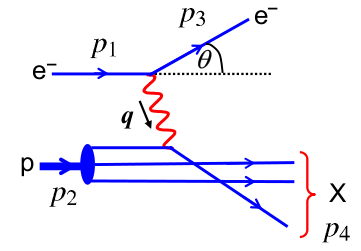 p₃ e⁻
p₁
e⁻ θ
q
p
p₂ X
p₄